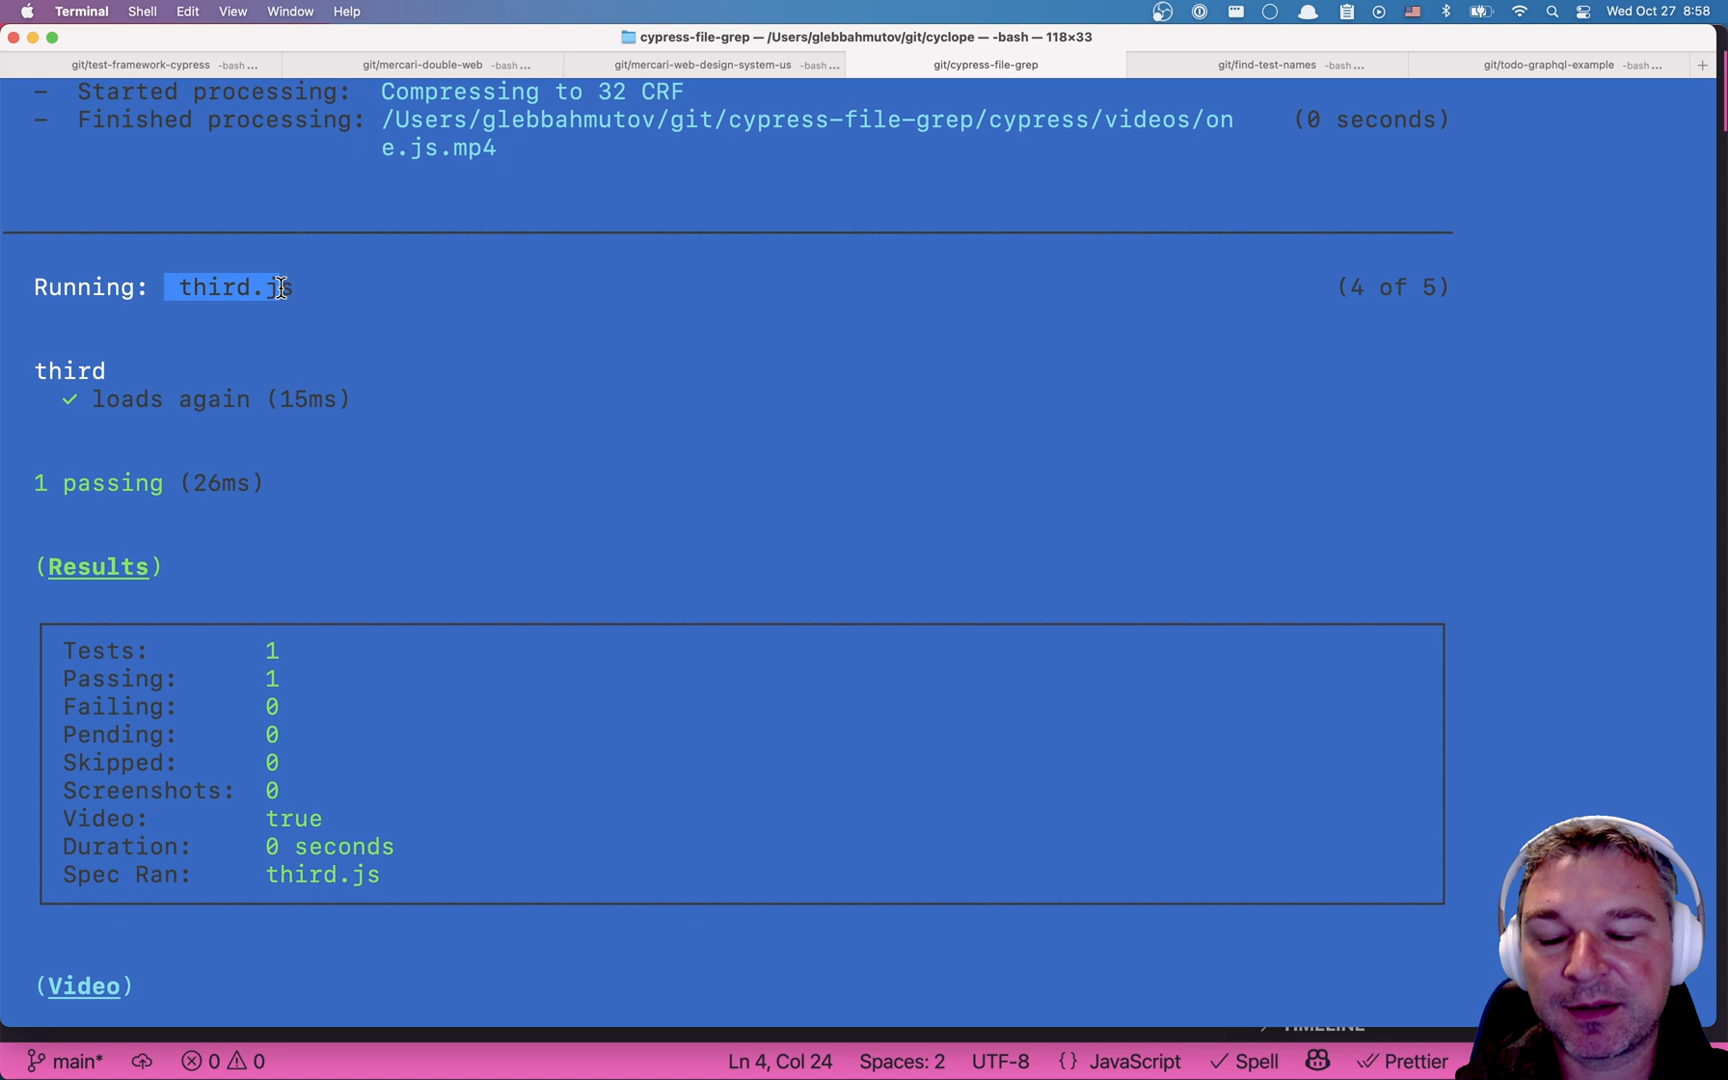 Terminal Shell Edit View Window Help Wed Oct 27 8:58
cypress-file-grep — /Users/glebbahmutov/git/cyclope — -bash — 118×33
git/test-framework-cypress -bash ... git/mercari-double-web -bash ... git/mercari-web-design-system-us -bash ... git/cypress-file-grep git/find-test-names -bash ... git/todo-graphql-example -bash ... +
– Started processing: Compressing to 32 CRF
– Finished processing: /Users/glebbahmutov/git/cypress-file-grep/cypress/videos/on (0 seconds)
e.js.mp4
Running: third.js (4 of 5)
third
✓ loads again (15ms)
1 passing (26ms)
(Results)
Tests: 1
Passing: 1
Failing: 0
Pending: 0
Skipped: 0
Screenshots: 0
Video: true
Duration: 0 seconds
Spec Ran: third.js
(Video)
TIMELINE
main* 0 0 Ln 4, Col 24 Spaces: 2 UTF-8 {} JavaScript ✓ Spell Prettier